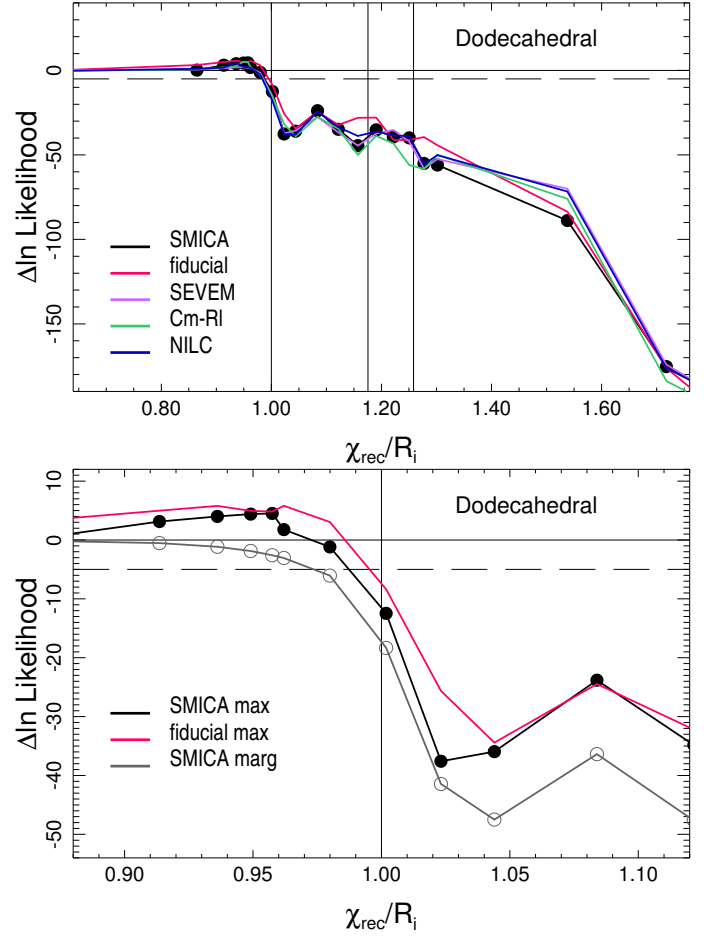 Dodecahedral
0
-50
-100
-150
Δln Likelihood
SMICA
fiducial
SEVEM
Cm-Rl
NILC
0.80 1.00 1.20 1.40 1.60
χrec/Ri
Dodecahedral
10
0
-10
-20
-30
-40
-50
Δln Likelihood
SMICA max
fiducial max
SMICA marg
0.90 0.95 1.00 1.05 1.10
χrec/Ri